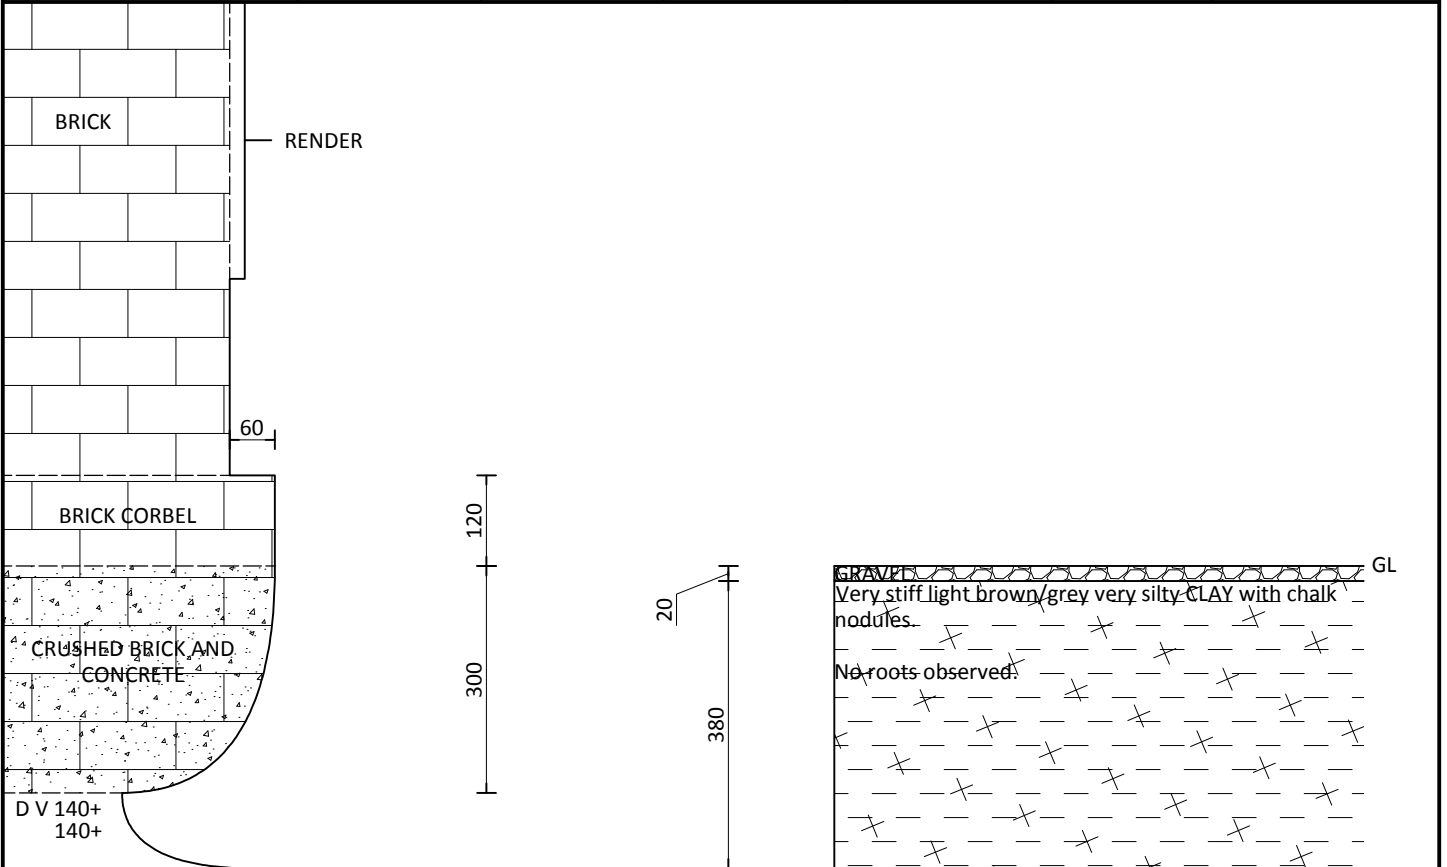 BRICK
RENDER
60
BRICK CORBEL
120
GL
GRAVEL
20
Very stiff light brown/grey very silty CLAY with chalk
nodules.
CRUSHED BRICK AND
CONCRETE
300
No roots observed.
380
D V 140+
140+